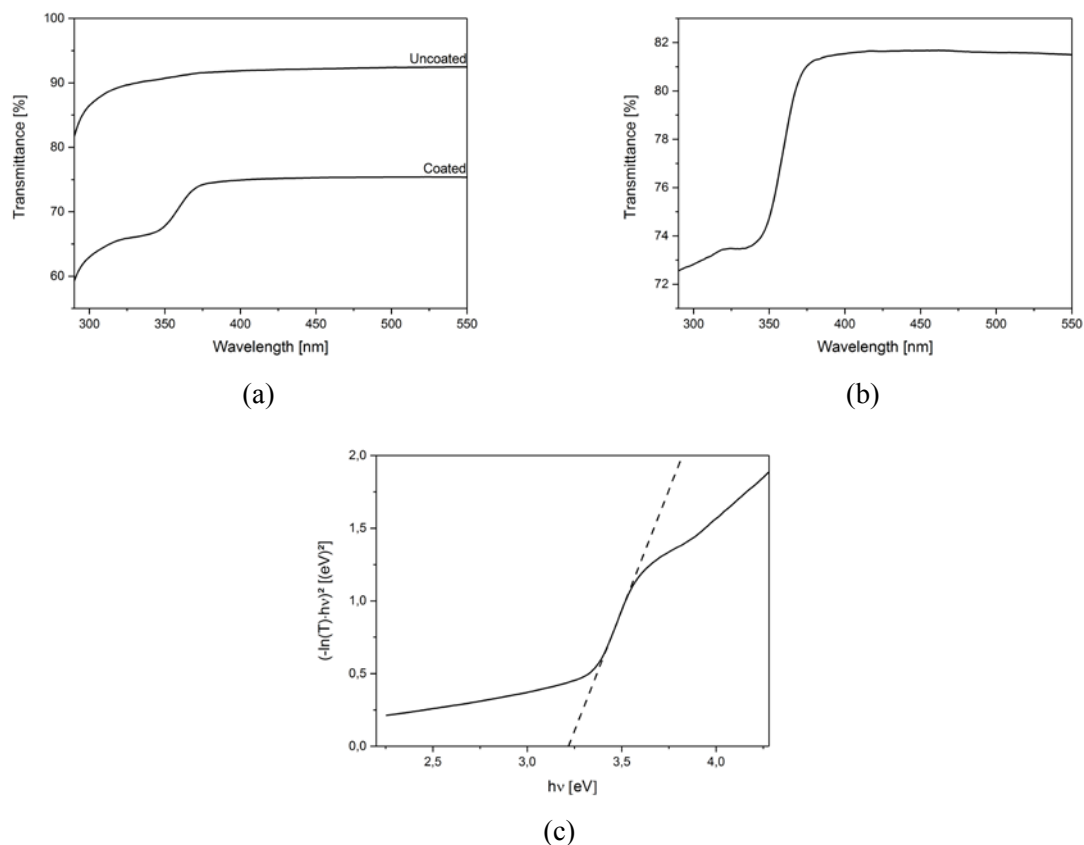 100
90
80
70
60
Transmittance [%]
Uncoated
Coated
300
350
400
450
500
550
Wavelength [nm]
(a)
82
80
78
76
74
72
Transmittance [%]
300
350
400
450
500
550
Wavelength [nm]
(b)
2,0
1,5
1,0
0,5
0,0
(-ln(T)·hν)² [(eV)²]
2,5
3,0
3,5
4,0
hν [eV]
(c)